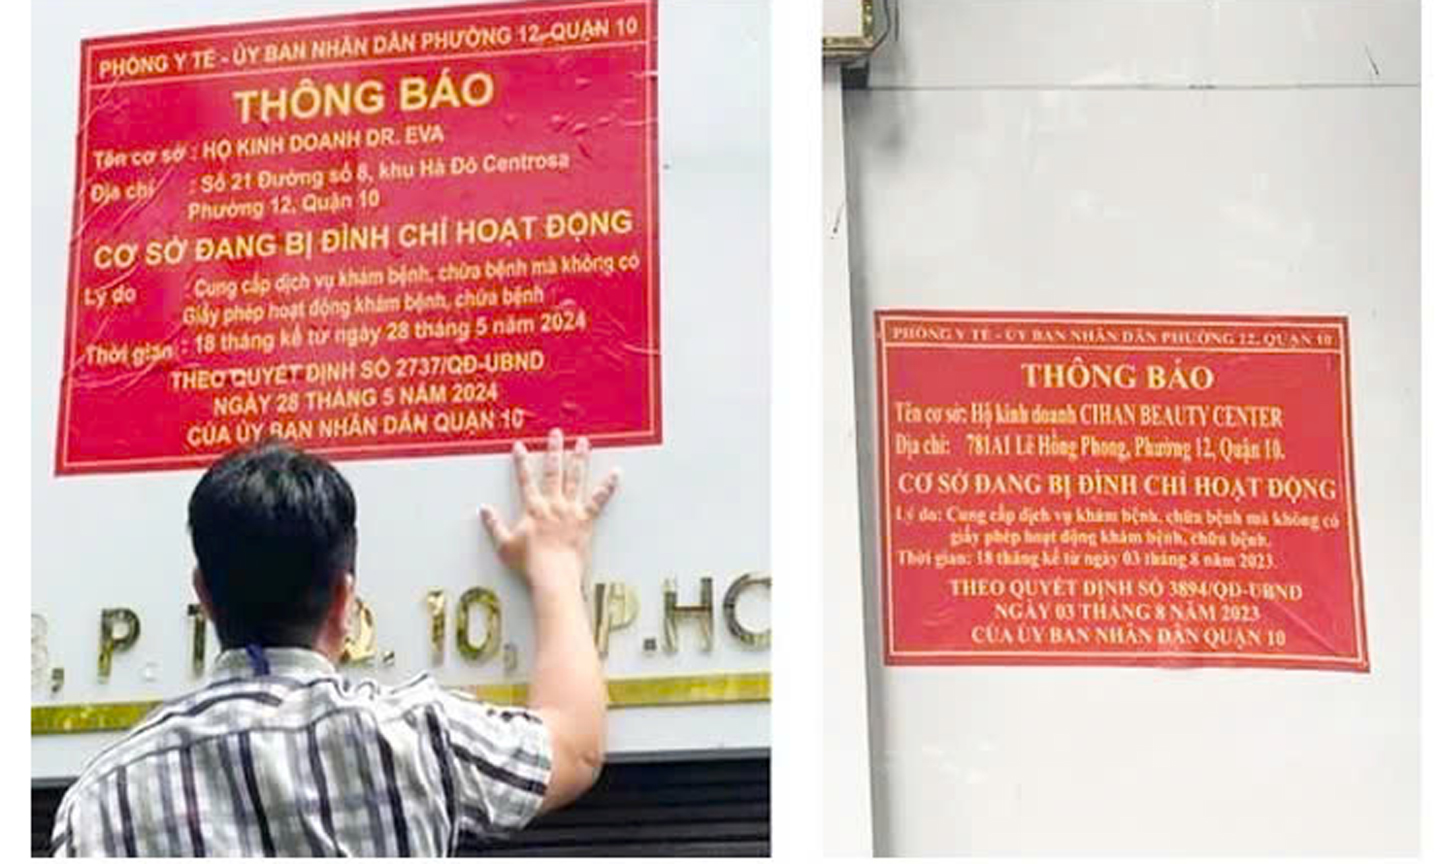 PHÒNG Y TẾ - ỦY BAN NHÂN DÂN PHƯỜNG 12, QUẬN 10
THÔNG BÁO
Tên cơ sở : HỘ KINH DOANH DR. EVA
Địa chỉ : Số 21 Đường số 8, khu Hà Đô Centrosa
Phường 12, Quận 10
CƠ SỞ ĐANG BỊ ĐÌNH CHỈ HOẠT ĐỘNG
Lý do : Cung cấp dịch vụ khám bệnh, chữa bệnh mà không có
Giấy phép hoạt động khám bệnh, chữa bệnh
Thời gian : 18 tháng kể từ ngày 28 tháng 5 năm 2024
THEO QUYẾT ĐỊNH SỐ 2737/QĐ-UBND
NGÀY 28 THÁNG 5 NĂM 2024
CỦA ỦY BAN NHÂN DÂN QUẬN 10
, P 1 Q. 10, TP.HC
PHÒNG Y TẾ - ỦY BAN NHÂN DÂN PHƯỜNG 12, QUẬN 10
THÔNG BÁO
Tên cơ sở: Hộ kinh doanh CIHAN BEAUTY CENTER
Địa chỉ: 781A1 Lê Hồng Phong, Phường 12, Quận 10.
CƠ SỞ ĐANG BỊ ĐÌNH CHỈ HOẠT ĐỘNG
Lý do: Cung cấp dịch vụ khám bệnh, chữa bệnh mà không có
giấy phép hoạt động khám bệnh, chữa bệnh.
Thời gian: 18 tháng kể từ ngày 03 tháng 8 năm 2023.
THEO QUYẾT ĐỊNH SỐ 3894/QĐ-UBND
NGÀY 03 THÁNG 8 NĂM 2023
CỦA ỦY BAN NHÂN DÂN QUẬN 10